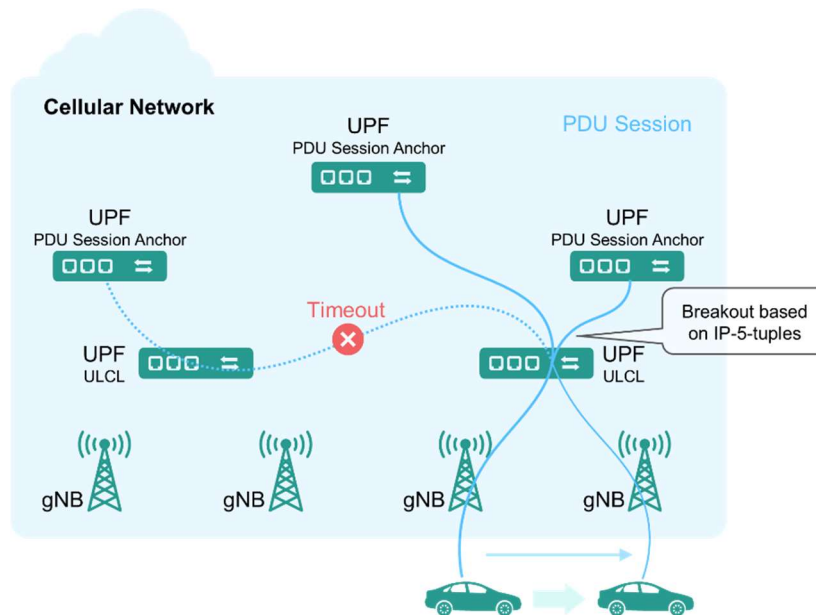 Cellular Network
UPF
PDU Session Anchor
PDU Session
UPF
PDU Session Anchor
UPF
PDU Session Anchor
Timeout
Breakout based
on IP-5-tuples
UPF
ULCL
UPF
ULCL
gNB
gNB
gNB
gNB